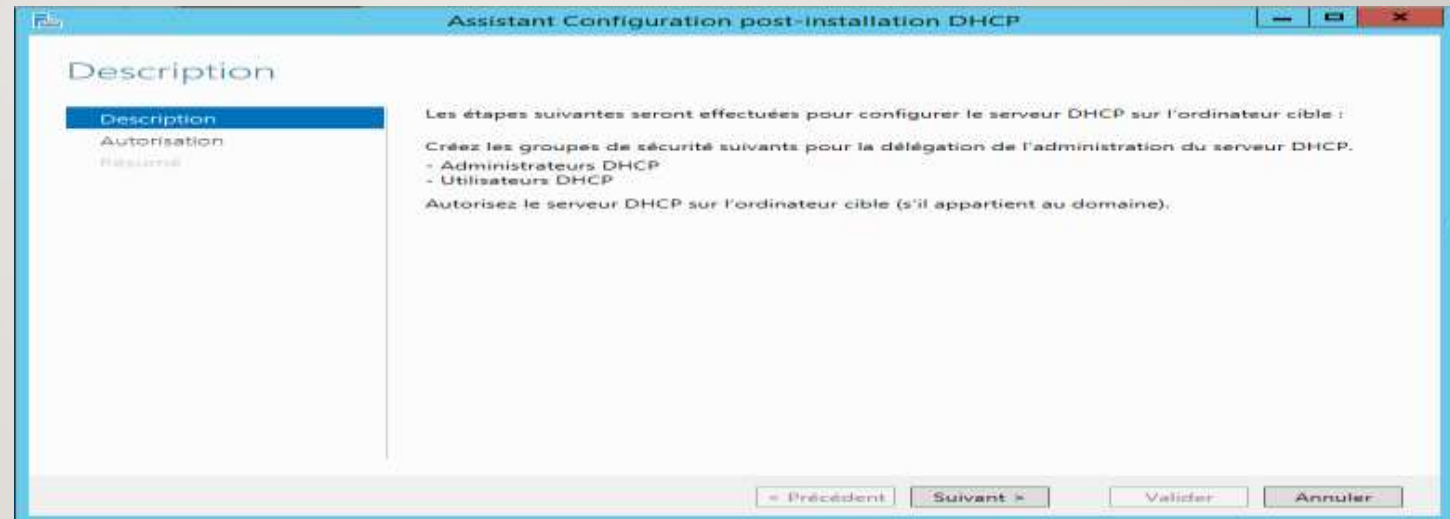 Assistant Configuration post-installation DHCP
Description
Description
Autorisation
Résumé
Les étapes suivantes seront effectuées pour configurer le serveur DHCP sur l'ordinateur cible :
Créez les groupes de sécurité suivants pour la délégation de l'administration du serveur DHCP.
- Administrateurs DHCP
- Utilisateurs DHCP
Autorisez le serveur DHCP sur l'ordinateur cible (s'il appartient au domaine).
< Précédent Suivant > Valider Annuler